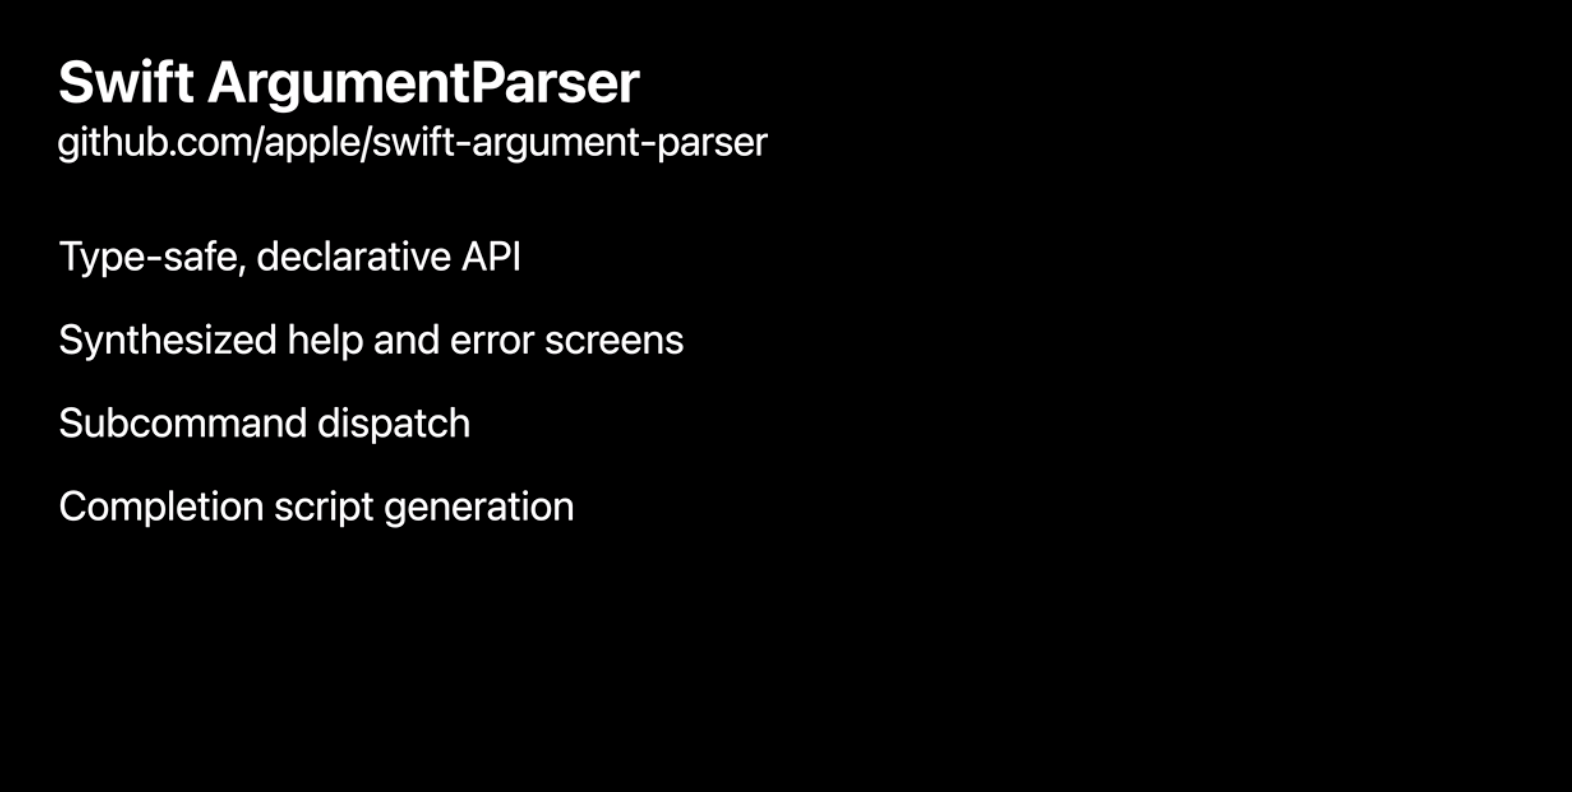 Swift ArgumentParser
github.com/apple/swift-argument-parser
Type-safe, declarative API
Synthesized help and error screens
Subcommand dispatch
Completion script generation